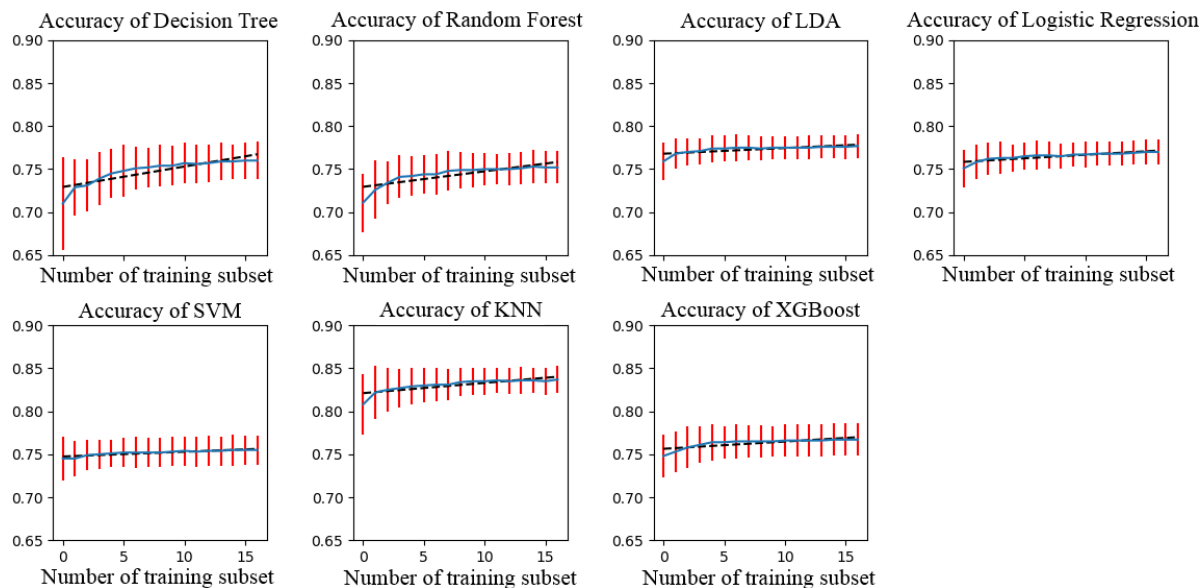 Accuracy of Decision Tree
0.90
0.85
0.80
0.75
0.70
0.65
Number of training subset
Accuracy of Random Forest
0.90
0.85
0.80
0.75
0.70
0.65
Number of training subset
Accuracy of LDA
0.90
0.85
0.80
0.75
0.70
0.65
Number of training subset
Accuracy of Logistic Regression
0.90
0.85
0.80
0.75
0.70
0.65
Number of training subset
Accuracy of SVM
0.90
0.85
0.80
0.75
0.70
0.65
0 5 10 15
Number of training subset
Accuracy of KNN
0.90
0.85
0.80
0.75
0.70
0.65
0 5 10 15
Number of training subset
Accuracy of XGBoost
0.90
0.85
0.80
0.75
0.70
0.65
0 5 10 15
Number of training subset